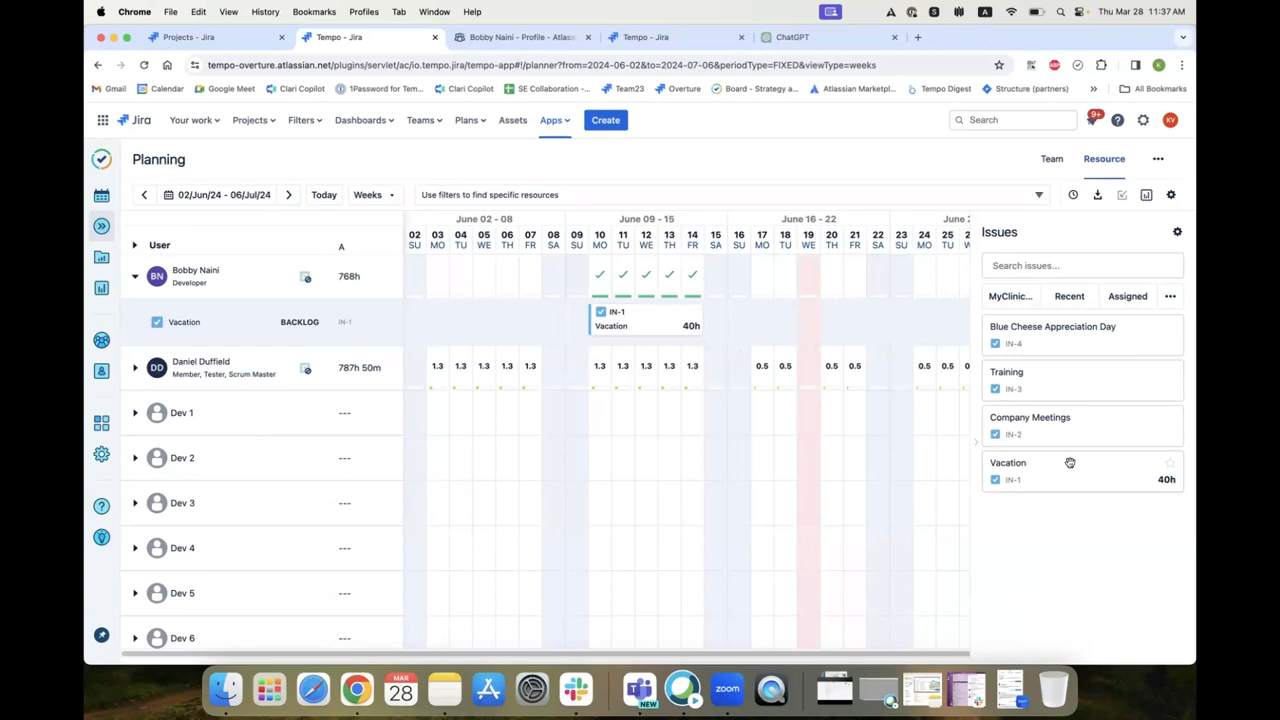 Chrome File Edit View History Bookmarks Profiles Tab Window Help
S A Thu Mar 28 11:37 AM
Projects - Jira Tempo - Jira Bobby Naini - Profile - Atlas Tempo - Jira ChatGPT
tempo-overture.atlassian.net/plugins/servlet/ac/io.tempo.jira/tempo-app#!/planner?from=2024-06-02&to=2024-07-06&periodType=FIXED&viewType=weeks
ABP K
Gmail Calendar Google Meet Clari Copilot 1Password for Tem... SE Collaboration -... Clari Copilot Team23 Overture Board - Strategy a... Atlassian Marketpl... Tempo Digest Structure (partners) » All Bookmarks
Jira Your work Projects Filters Dashboards Teams Plans Assets Apps Create Search 9+ KV
Planning Team Resource
02/Jun/24 - 06/Jul/24 Today Weeks Use filters to find specific resources
June 02 - 08 June 09 - 15 June 16 - 22 June 2
Issues
User A
02 03 04 05 06 07 08 09 10 11 12 13 14 15 16 17 18 19 20 21 22 23 24 25 2
SU MO TU WE TH FR SA SU MO TU WE TH FR SA SU MO TU WE TH FR SA SU MO TU
Search issues...
BN Bobby Naini 768h
Developer
MyClinic... Recent Assigned
Vacation BACKLOG IN-1
IN-1
Vacation 40h
Blue Cheese Appreciation Day
IN-4
DD Daniel Duffield 787h 50m 1.3 1.3 1.3 1.3 1.3 1.3 1.3 1.3 1.3 1.3 0.5 0.5 0.5 0.5 0.5 0.5
Member, Tester, Scrum Master
Training
IN-3
Dev 1 ---
Company Meetings
IN-2
Dev 2 ---
Vacation
IN-1 40h
Dev 3 ---
Dev 4 ---
Dev 5 ---
Dev 6 ---
MAR
28
NEW
zoom